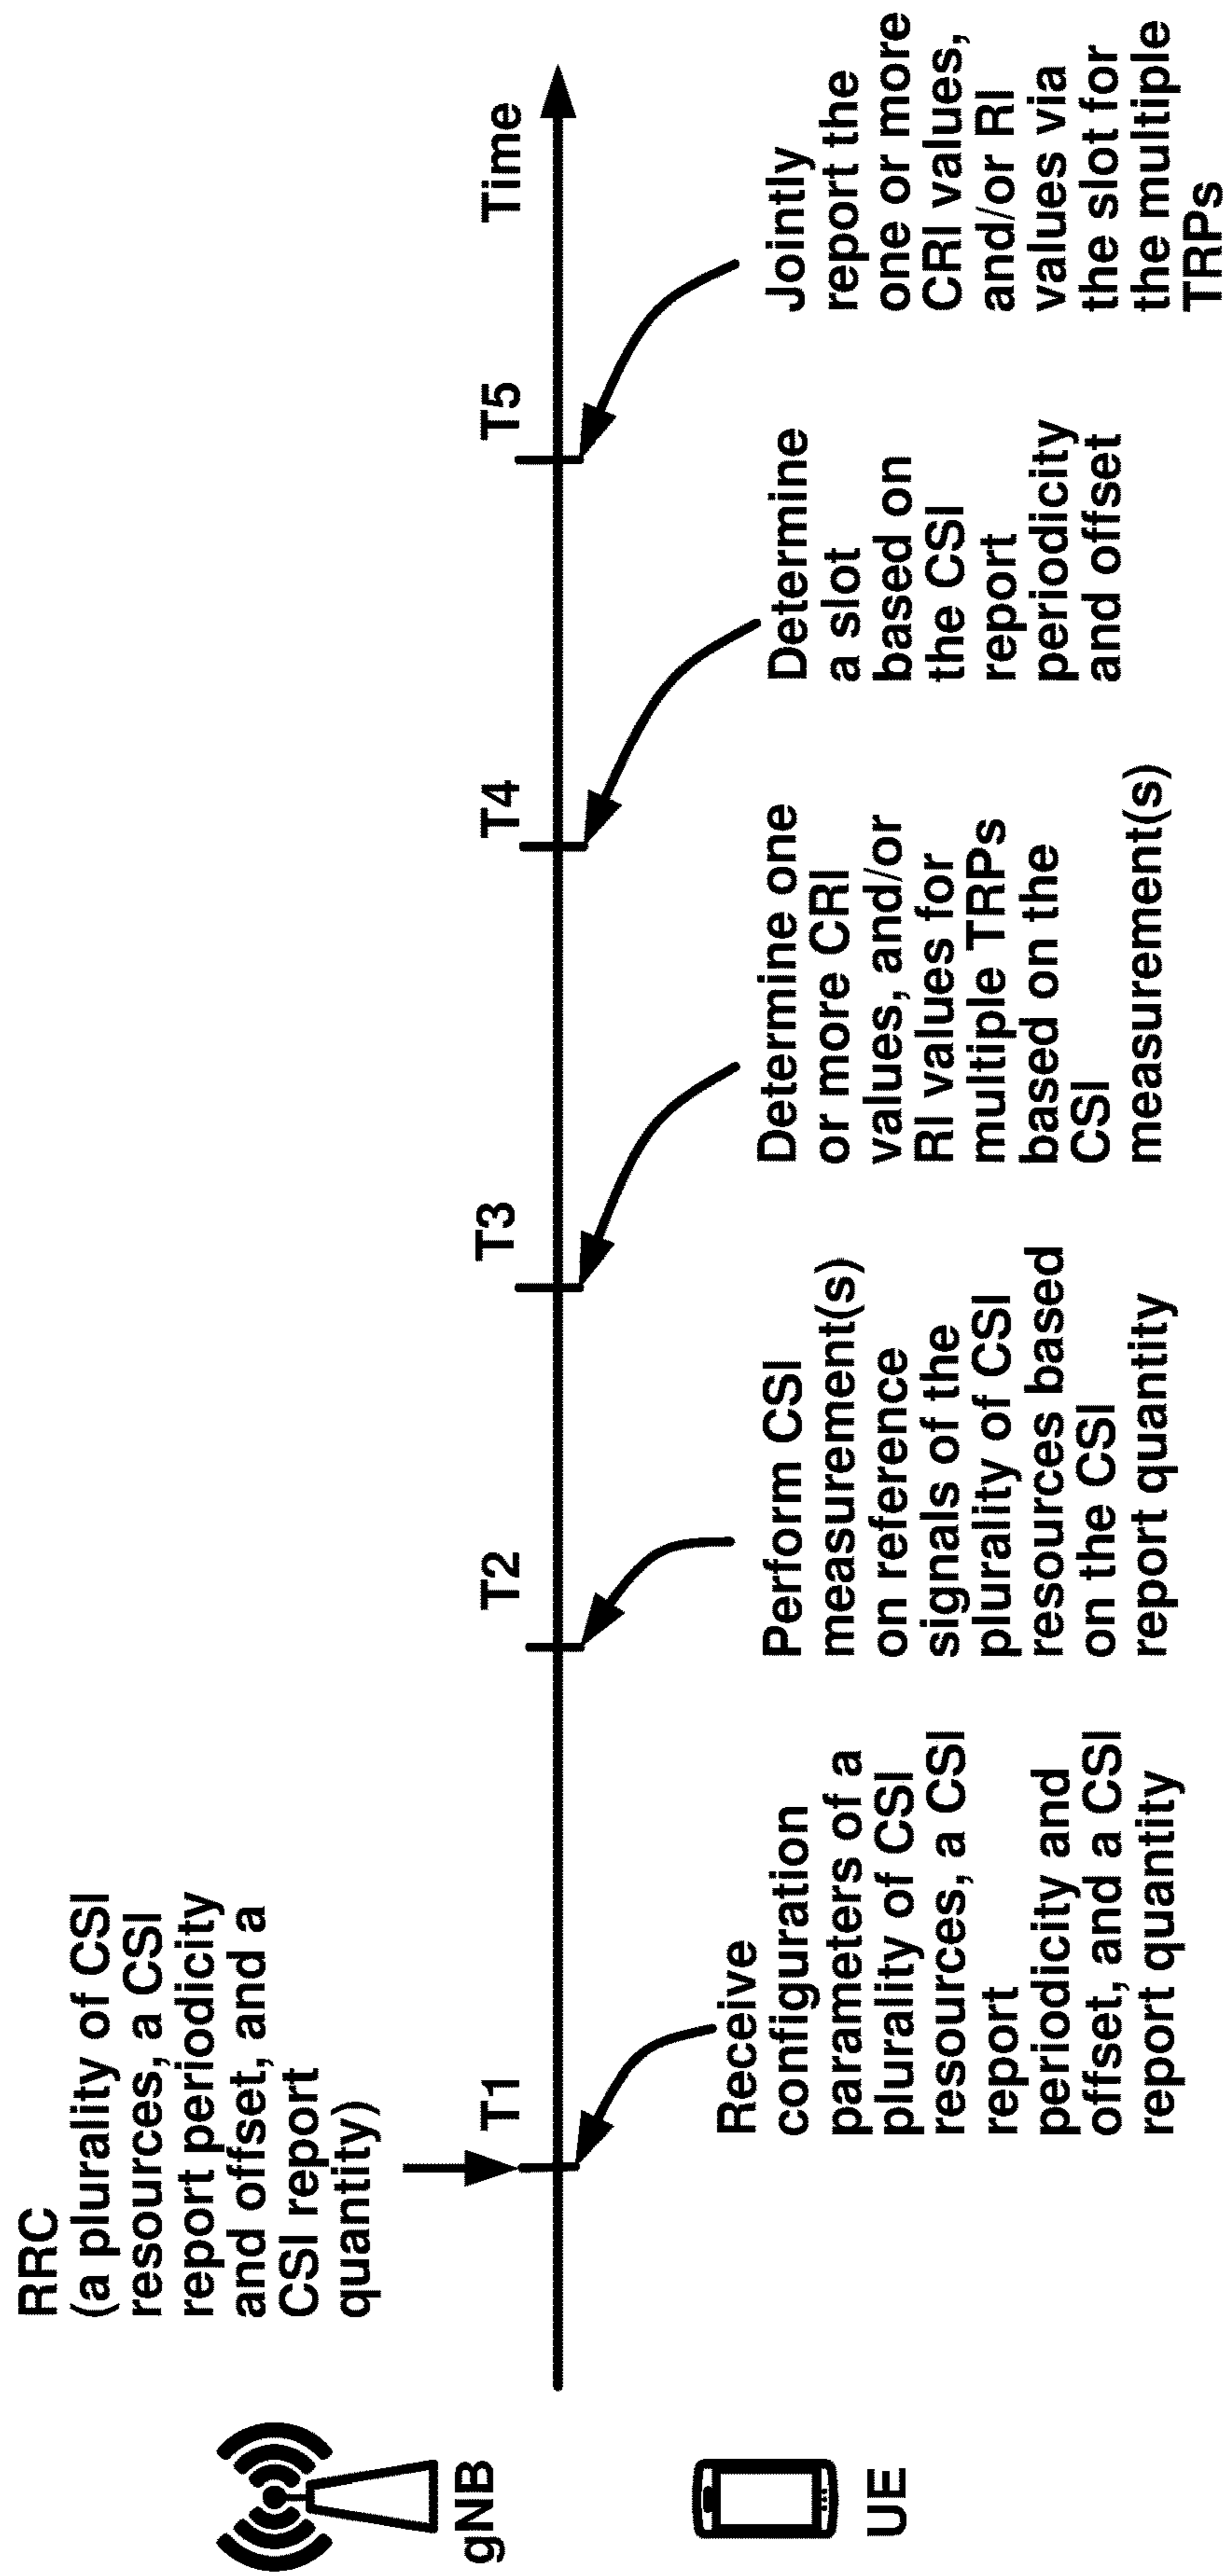 RRC
(a plurality of CSI
resources, a CSI
report periodicity
and offset, and a
CSI report
quantity)
gNB
T1
T2
T3
T4
T5
Time
UE
Receive
configuration
parameters of a
plurality of CSI
resources, a CSI
report
periodicity and
offset, and a CSI
report quantity
Perform CSI
measurement(s)
on reference
signals of the
plurality of CSI
resources based
on the CSI
report quantity
Determine one
or more CRI
values, and/or
RI values for
multiple TRPs
based on the
CSI
measurement(s)
Determine
a slot
based on
the CSI
report
periodicity
and offset
Jointly
report the
one or more
CRI values,
and/or RI
values via
the slot for
the multiple
TRPs